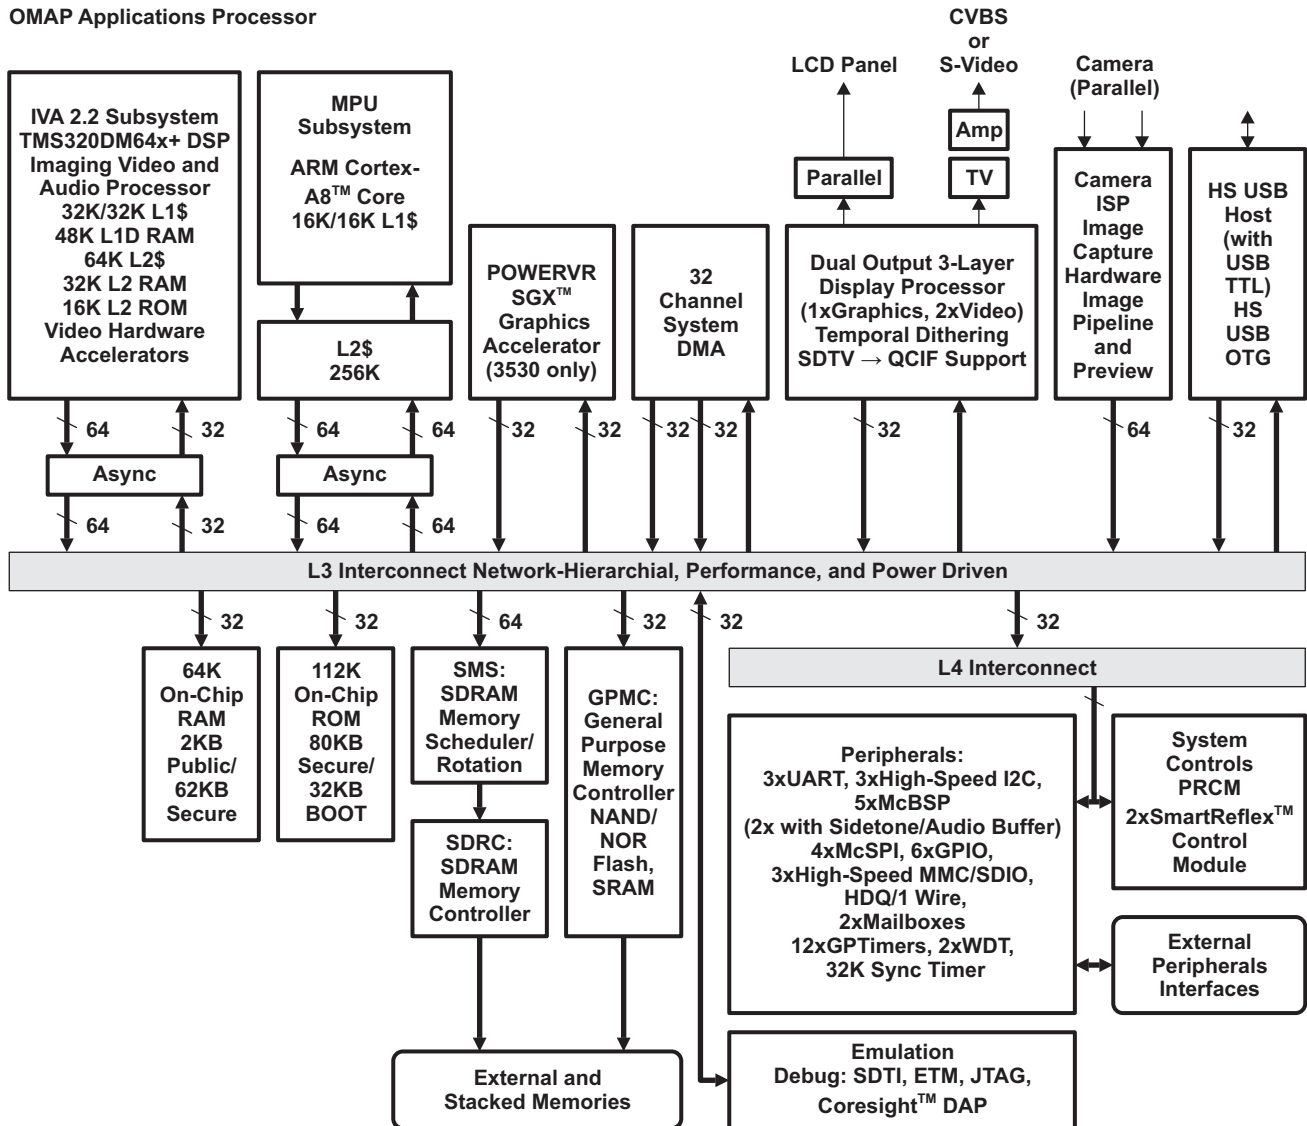 OMAP Applications Processor
IVA 2.2 Subsystem
TMS320DM64x+ DSP
Imaging Video and
Audio Processor
32K/32K L1$
48K L1D RAM
64K L2$
32K L2 RAM
16K L2 ROM
Video Hardware
Accelerators
MPU
Subsystem
ARM Cortex-
A8™ Core
16K/16K L1$
L2$
256K
POWERVR
SGX™
Graphics
Accelerator
(3530 only)
32
Channel
System
DMA
LCD Panel
Parallel
CVBS
or
S-Video
Amp
TV
Dual Output 3-Layer
Display Processor
(1xGraphics, 2xVideo)
Temporal Dithering
SDTV → QCIF Support
Camera
(Parallel)
Camera
ISP
Image
Capture
Hardware
Image
Pipeline
and
Preview
HS USB
Host
(with
USB
TTL)
HS
USB
OTG
64
32
64
64
32
32
32
32
32
64
32
Async
Async
64
32
64
64
L3 Interconnect Network-Hierarchial, Performance, and Power Driven
32
32
64
32
32
32
64K
On-Chip
RAM
2KB
Public/
62KB
Secure
112K
On-Chip
ROM
80KB
Secure/
32KB
BOOT
SMS:
SDRAM
Memory
Scheduler/
Rotation
SDRC:
SDRAM
Memory
Controller
GPMC:
General
Purpose
Memory
Controller
NAND/
NOR
Flash,
SRAM
L4 Interconnect
Peripherals:
3xUART, 3xHigh-Speed I2C,
5xMcBSP
(2x with Sidetone/Audio Buffer)
4xMcSPI, 6xGPIO,
3xHigh-Speed MMC/SDIO,
HDQ/1 Wire,
2xMailboxes
12xGPTimers, 2xWDT,
32K Sync Timer
System
Controls
PRCM
2xSmartReflex™
Control
Module
External
Peripherals
Interfaces
External and
Stacked Memories
Emulation
Debug: SDTI, ETM, JTAG,
Coresight™ DAP